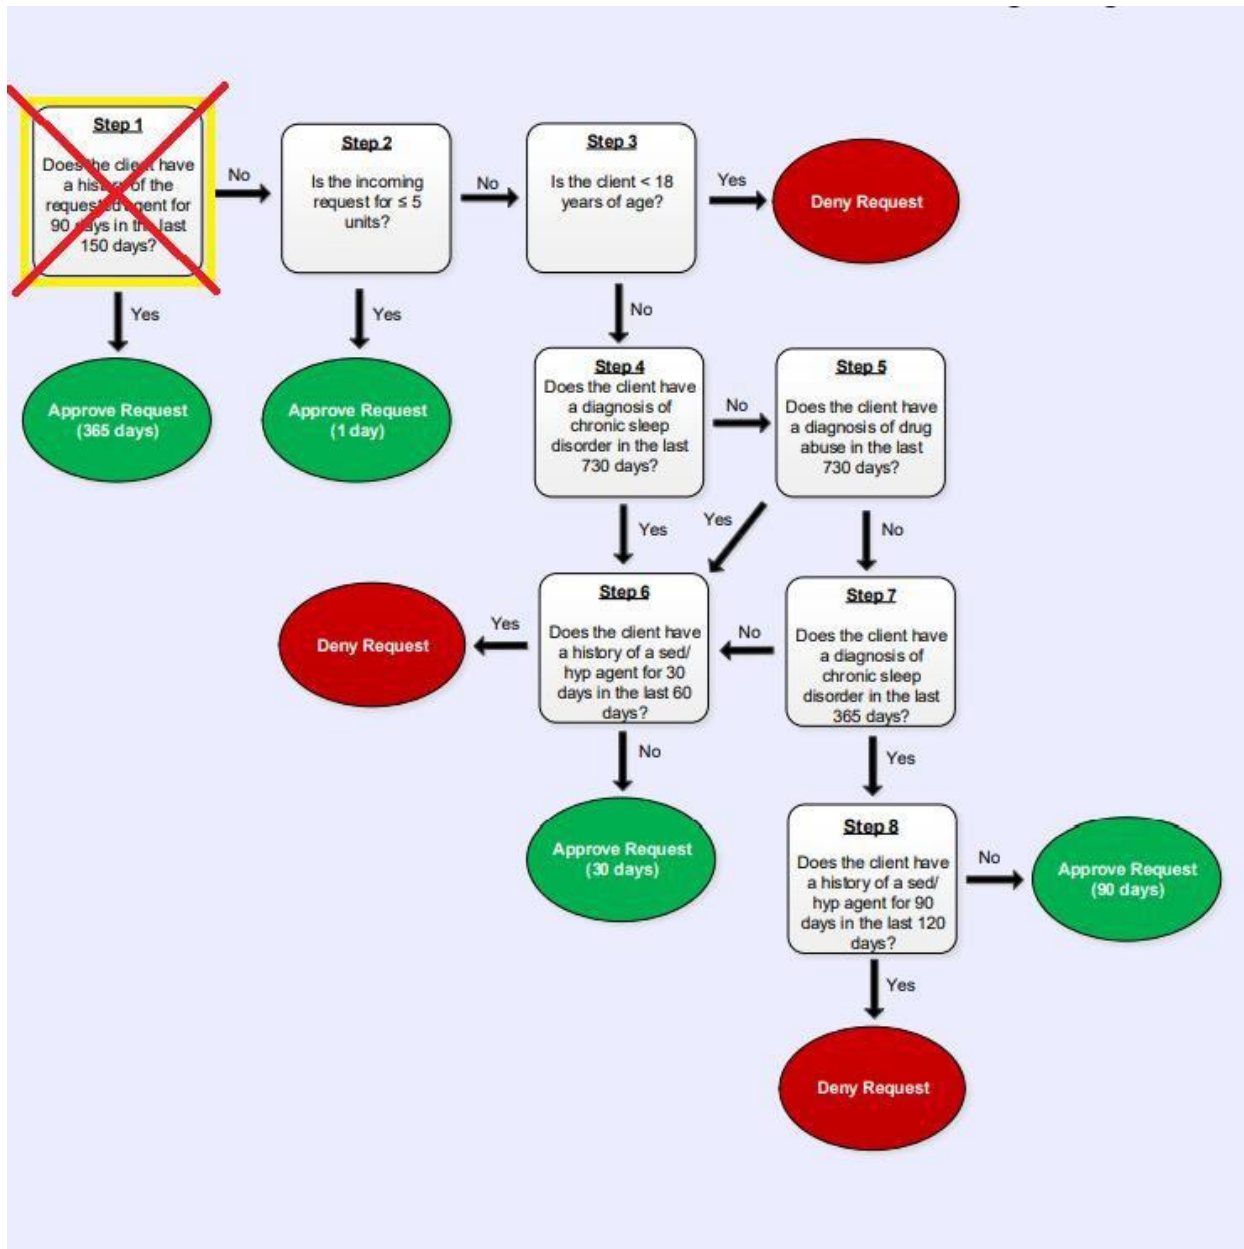 Step 1
Does the client have
a history of the
requested agent for
90 days in the last
150 days?
No
Yes
Approve Request
(365 days)
Step 2
Is the incoming
request for ≤ 5
units?
No
Yes
Approve Request
(1 day)
Step 3
Is the client < 18
years of age?
Yes
Deny Request
No
Step 4
Does the client have
a diagnosis of
chronic sleep
disorder in the last
730 days?
No
Yes
Step 5
Does the client have
a diagnosis of drug
abuse in the last
730 days?
Yes
No
Step 6
Does the client have
a history of a sed/
hyp agent for 30
days in the last 60
days?
Yes
Deny Request
No
Approve Request
(30 days)
Step 7
Does the client have
a diagnosis of
chronic sleep
disorder in the last
365 days?
No
Yes
Step 8
Does the client have
a history of a sed/
hyp agent for 90
days in the last 120
days?
No
Approve Request
(90 days)
Yes
Deny Request